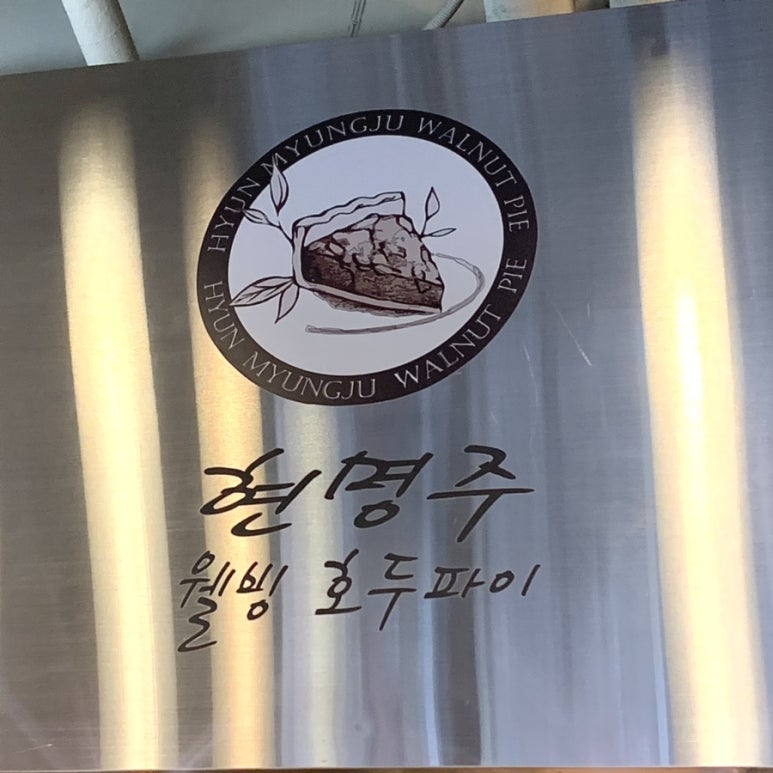 HYUN MYUNGJU WALNUT PIE
HYUN MYUNGJU WALNUT PIE
현명주
웰빙 호두파이